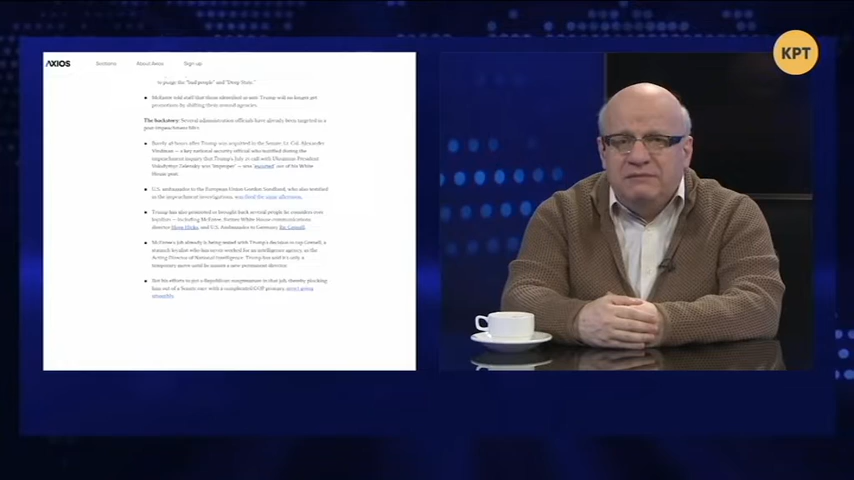 AXIOS
Sections
About Axios
Sign up
КРТ
to purge the "bad people" and "Deep State."
McEntee told staff that those identified as anti-Trump will no longer get
promotions by shifting them around agencies.
The backstory: Several administration officials have already been targeted as a
post-impeachment blitz.
Barely 48 hours after Trump was acquitted in the Senate, Lt. Col. Alexander
Vindman — a key national security official who testified during the
impeachment inquiry that Trump's July 25 call with Ukrainian President
Volodymyr Zelensky was "improper" — was escorted out of his White
House post.
U.S. ambassador to the European Union Gordon Sondland, who also testified
in the impeachment investigations, was fired the same afternoon.
Trump has also promoted or brought back several people he considers core
loyalists — including McEntee, former White House communications
director Hope Hicks, and U.S. Ambassador to Germany
McEntee's job already is being tested with Trump's decision to tap Grenell, a
staunch loyalist who has never worked for an intelligence agency, as the
Acting Director of National Intelligence. Trump has said it's only a
temporary move until he names a new permanent director.
But his efforts to put a Republican congressman in that job, thereby plucking
him out of a Senate race with a complicated GOP primary, aren't going
smoothly.